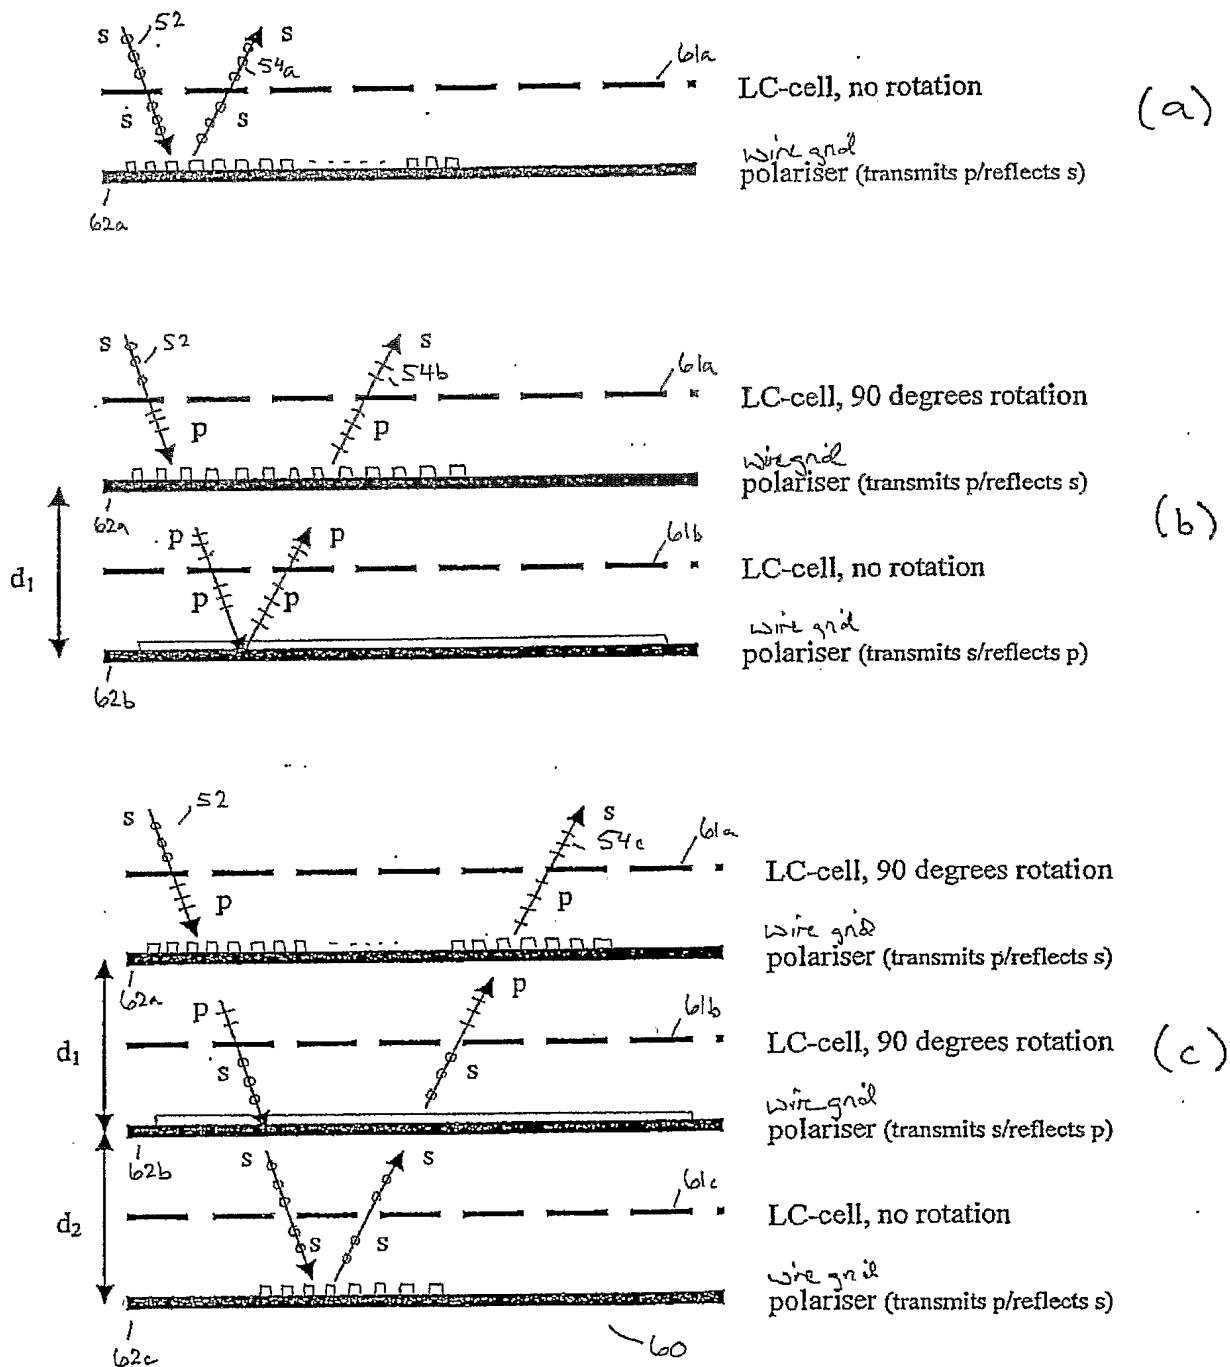 s 52 s
54a
61a
LC-cell, no rotation
(a)
s s
wire grid
polariser (transmits p/reflects s)
62a
s 52 s
54b
61a
LC-cell, 90 degrees rotation
p p
wire grid
polariser (transmits p/reflects s)
62a
(b)
p p
61b
d1
LC-cell, no rotation
p p
wire grid
polariser (transmits s/reflects p)
62b
s 52 s
54c
61a
LC-cell, 90 degrees rotation
p p
wire grid
polariser (transmits p/reflects s)
62a
p p
61b
d1
LC-cell, 90 degrees rotation
(c)
s s
wire grid
polariser (transmits s/reflects p)
62b
s s
61c
d2
LC-cell, no rotation
s s
wire grid
polariser (transmits p/reflects s)
62c
60